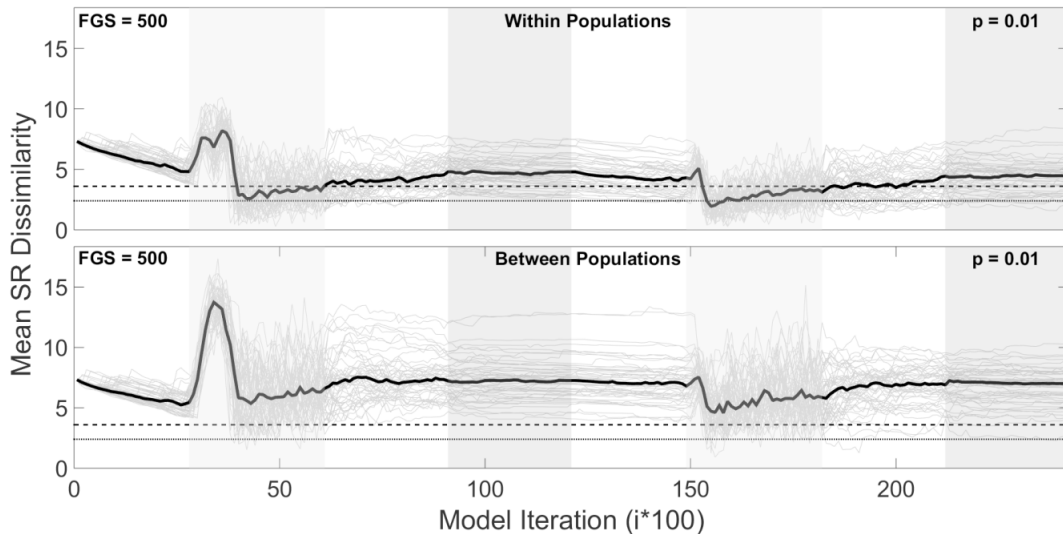 FGS = 500 Within Populations p = 0.01
15
10
5
0
FGS = 500 Between Populations p = 0.01
15
10
5
0
Mean SR Dissimilarity
0 50 100 150 200
Model Iteration (i*100)